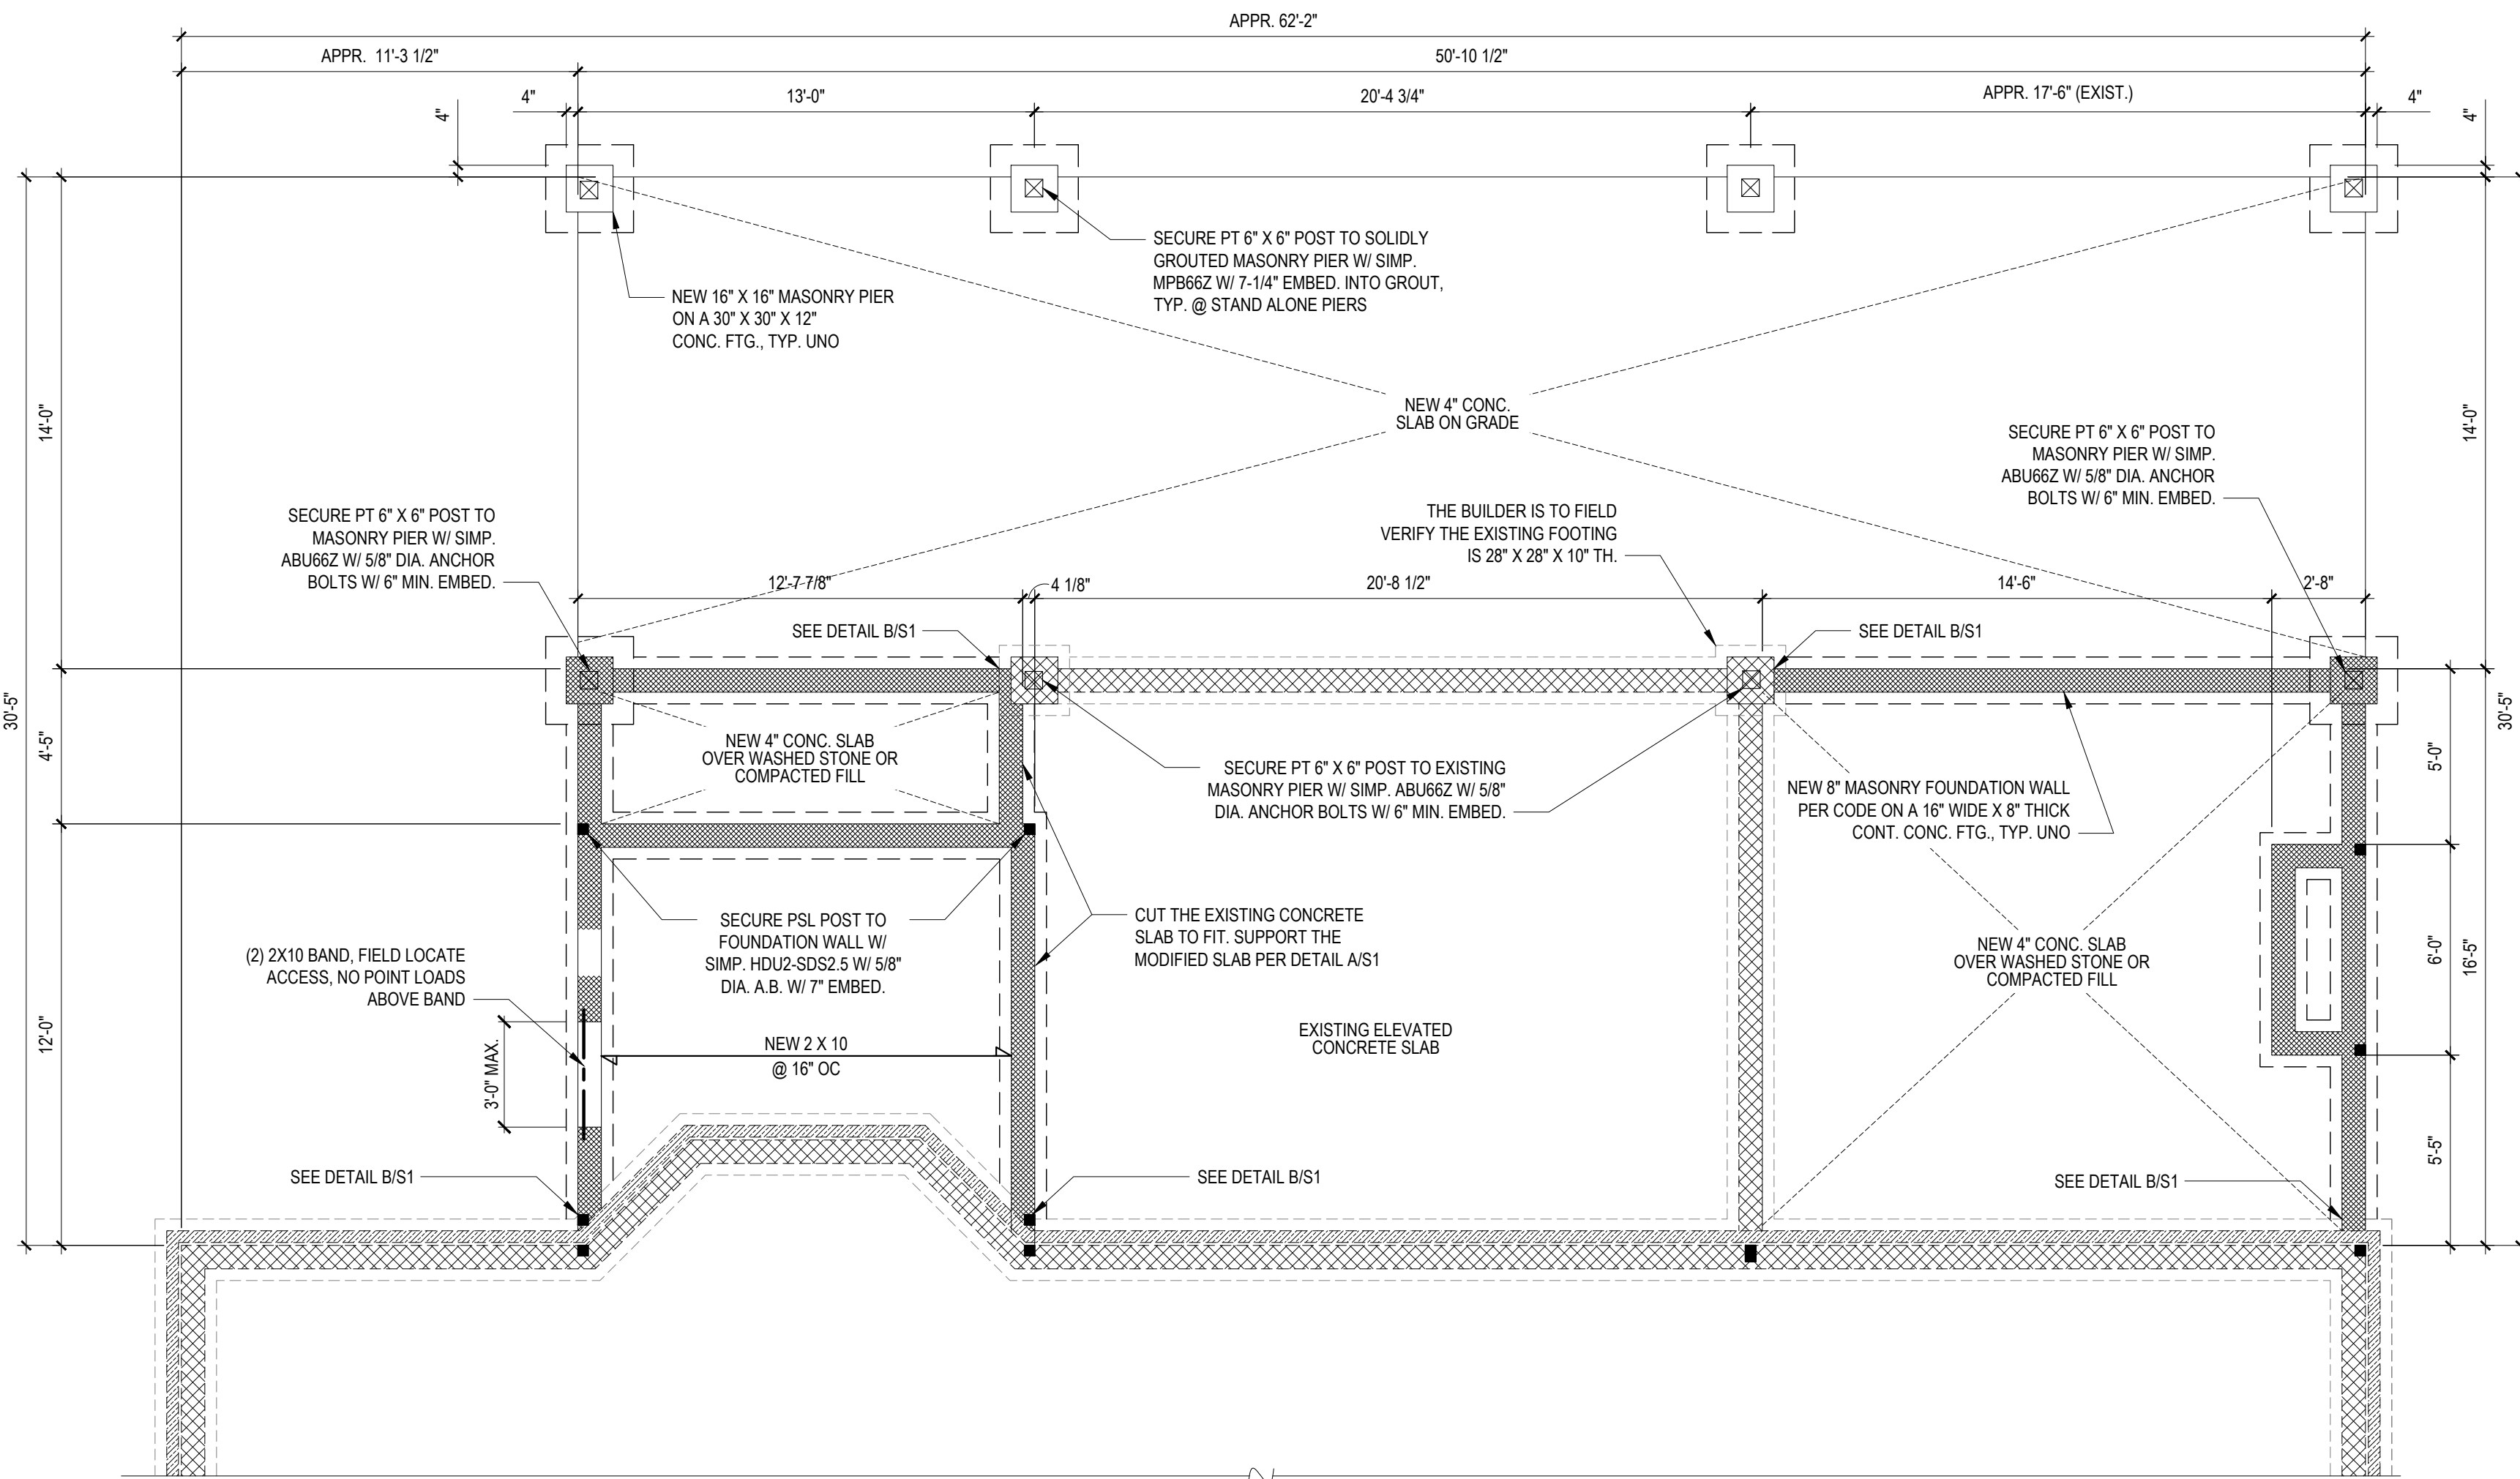 APPR. 62'-2"
APPR. 11'-3 1/2"
50'-10 1/2"
4"
13'-0"
20'-4 3/4"
APPR. 17'-6" (EXIST.)
4"
4"
4"
SECURE PT 6" X 6" POST TO SOLIDLY
GROUTED MASONRY PIER W/ SIMP.
MPB66Z W/ 7-1/4" EMBED. INTO GROUT,
TYP. @ STAND ALONE PIERS
NEW 16" X 16" MASONRY PIER
ON A 30" X 30" X 12"
CONC. FTG., TYP. UNO
14'-0"
14'-0"
NEW 4" CONC.
SLAB ON GRADE
SECURE PT 6" X 6" POST TO
MASONRY PIER W/ SIMP.
ABU66Z W/ 5/8" DIA. ANCHOR
BOLTS W/ 6" MIN. EMBED.
SECURE PT 6" X 6" POST TO
MASONRY PIER W/ SIMP.
ABU66Z W/ 5/8" DIA. ANCHOR
BOLTS W/ 6" MIN. EMBED.
THE BUILDER IS TO FIELD
VERIFY THE EXISTING FOOTING
IS 28" X 28" X 10" TH.
12'-7 7/8"
4 1/8"
20'-8 1/2"
14'-6"
2'-8"
SEE DETAIL B/S1
SEE DETAIL B/S1
30'-5"
4'-5"
30'-5"
5'-0"
NEW 4" CONC. SLAB
OVER WASHED STONE OR
COMPACTED FILL
SECURE PT 6" X 6" POST TO EXISTING
MASONRY PIER W/ SIMP. ABU66Z W/ 5/8"
DIA. ANCHOR BOLTS W/ 6" MIN. EMBED.
NEW 8" MASONRY FOUNDATION WALL
PER CODE ON A 16" WIDE X 8" THICK
CONT. CONC. FTG., TYP. UNO
SECURE PSL POST TO
FOUNDATION WALL W/
SIMP. HDU2-SDS2.5 W/ 5/8"
DIA. A.B. W/ 7" EMBED.
CUT THE EXISTING CONCRETE
SLAB TO FIT. SUPPORT THE
MODIFIED SLAB PER DETAIL A/S1
(2) 2X10 BAND, FIELD LOCATE
ACCESS, NO POINT LOADS
ABOVE BAND
NEW 4" CONC. SLAB
OVER WASHED STONE OR
COMPACTED FILL
6'-0"
16'-5"
12'-0"
3'-0" MAX.
NEW 2 X 10
@ 16" OC
EXISTING ELEVATED
CONCRETE SLAB
5'-5"
SEE DETAIL B/S1
SEE DETAIL B/S1
SEE DETAIL B/S1